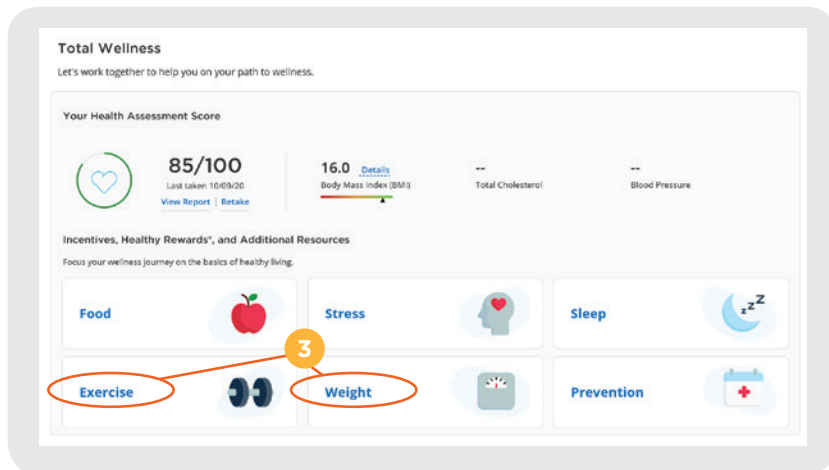 Total Wellness
Let's work together to help you on your path to wellness.
Your Health Assessment Score
85/100
Last taken 10/09/20
View Report | Retake
16.0 Details
Body Mass Index (BMI)
--
Total Cholesterol
--
Blood Pressure
Incentives, Healthy Rewards*, and Additional Resources
Focus your wellness journey on the basics of healthy living.
Food
Stress
Sleep
z z Z
3
Exercise
Weight
Prevention